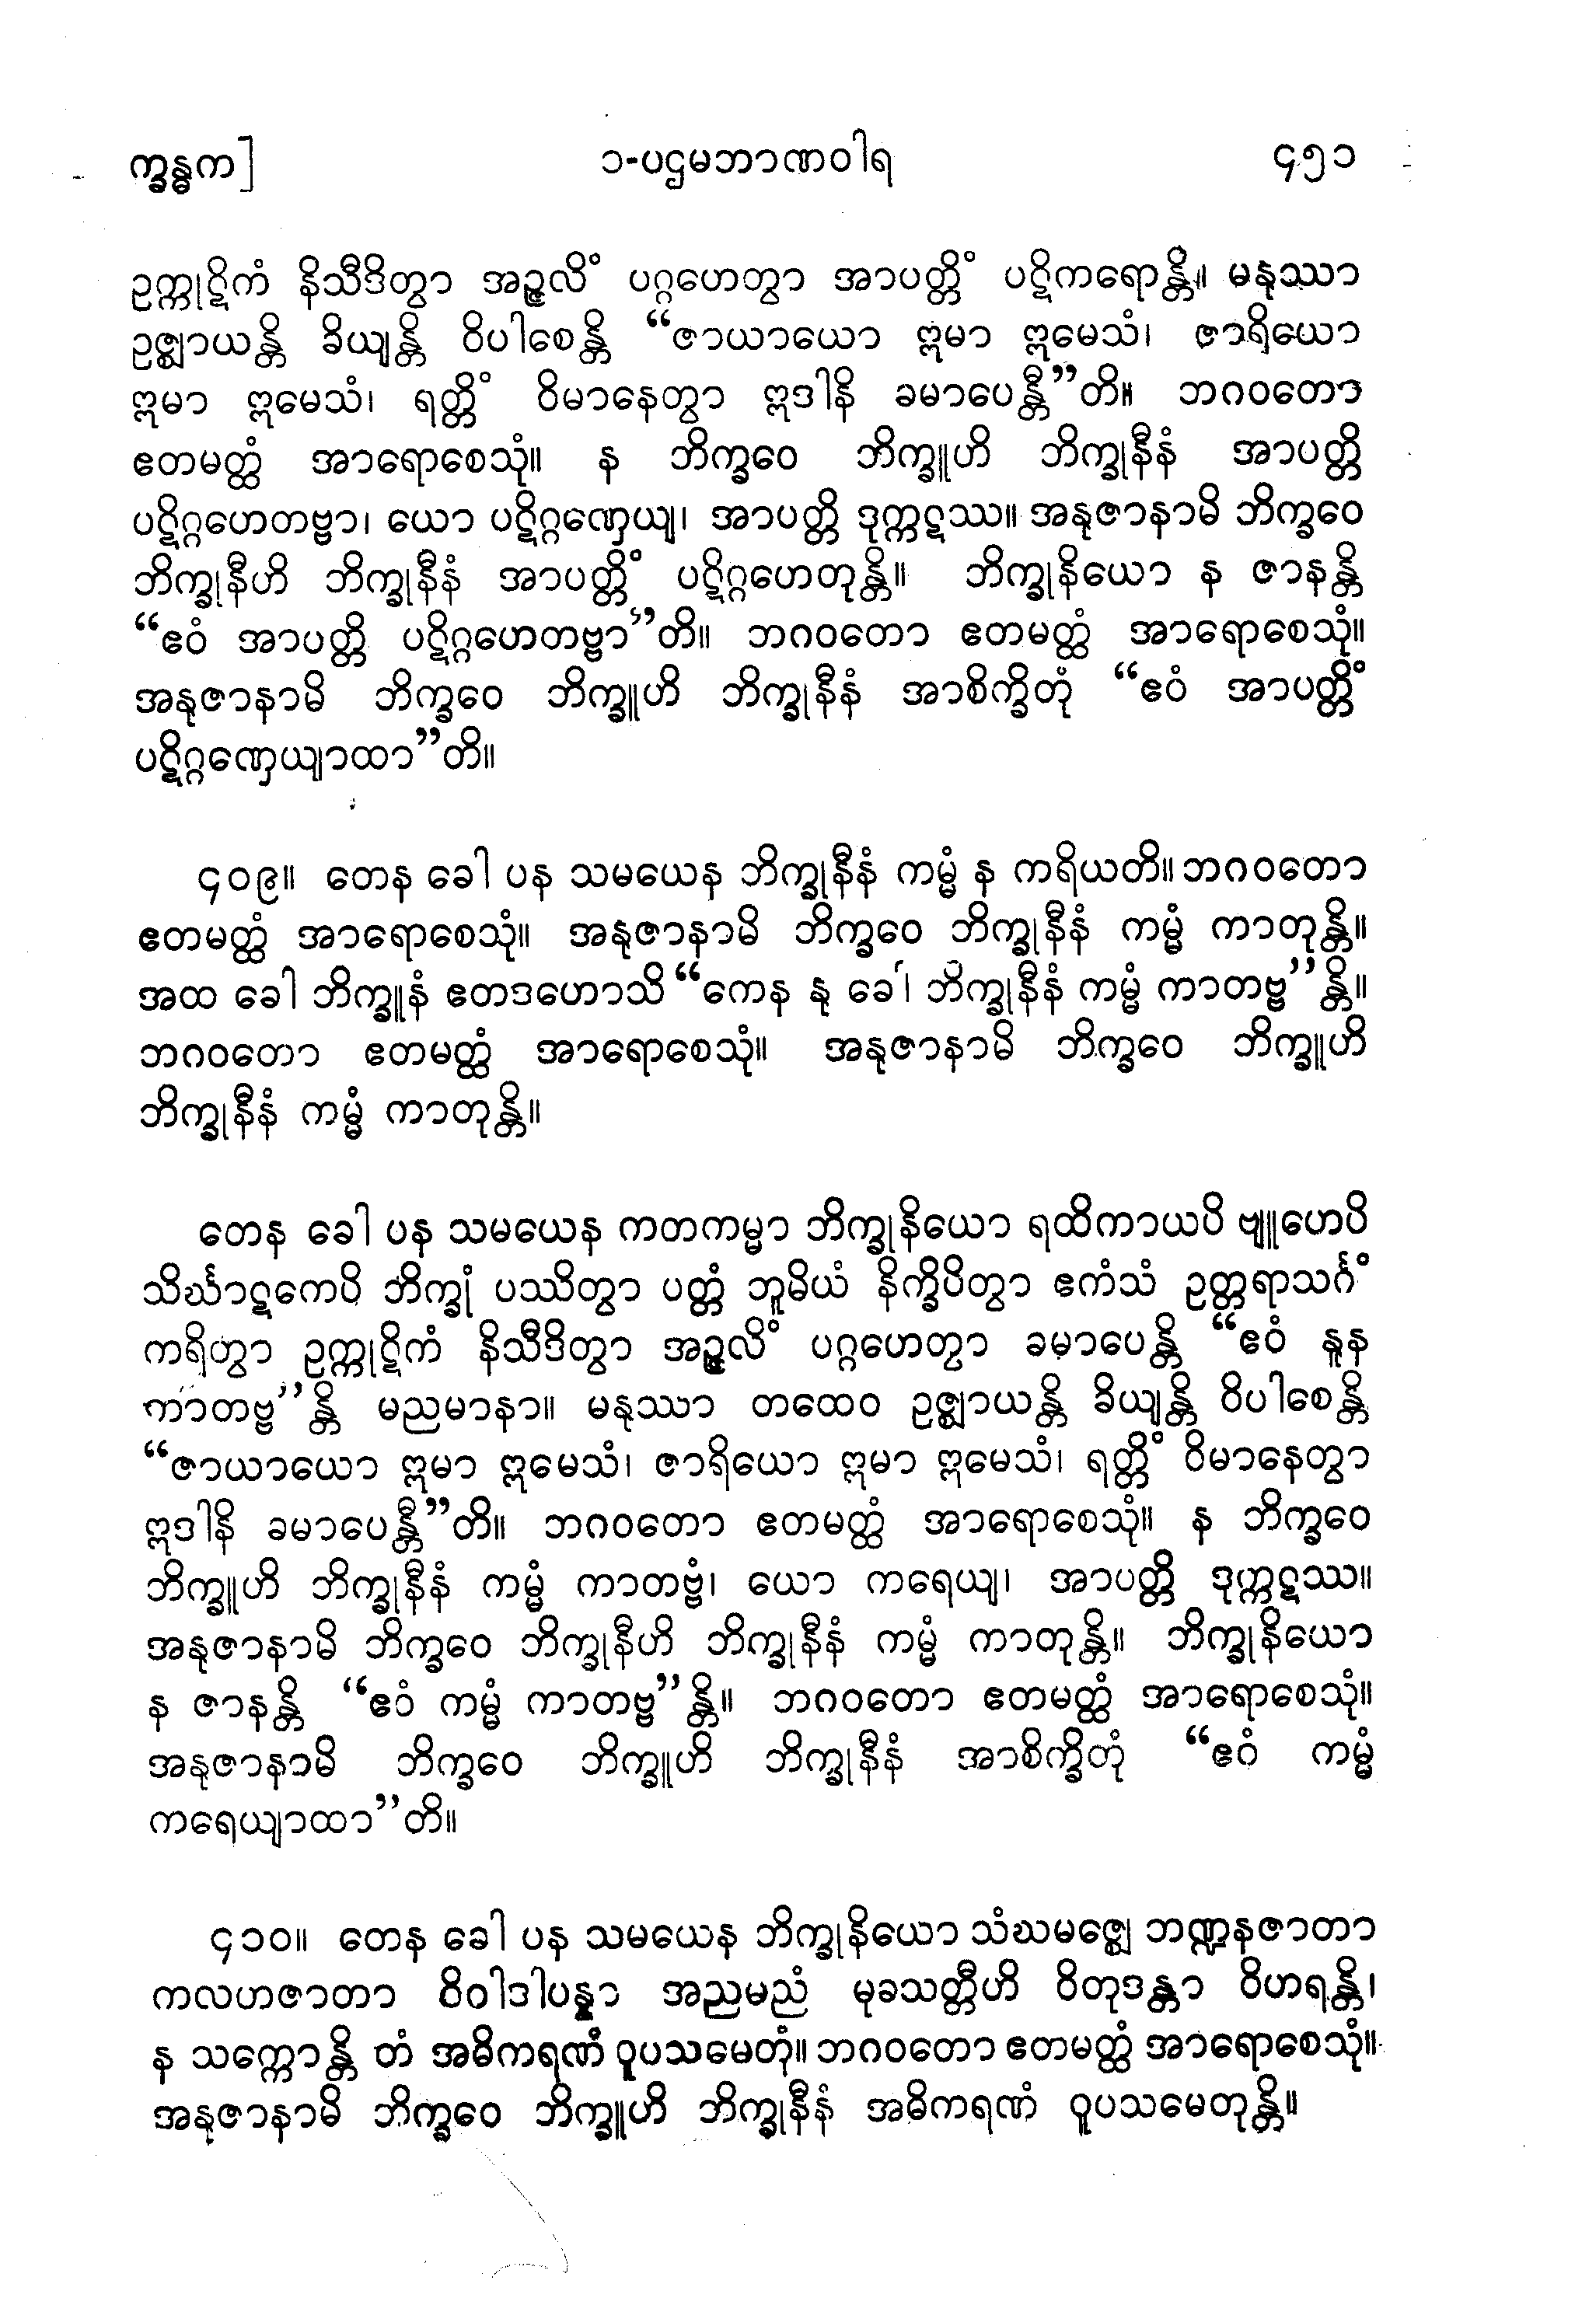 က္ခန္ဓက]
၁-ပဌမဘာဏဝါရ
၄၅၁
ဥက္ကုဋိကံ နိသီဒိတွာ အဉ္ဇလိံ ပဂ္ဂဟေတွာ အာပတ္တိံ ပဋိကရောန္တိ။ မနုဿာ
ဥဇ္ဈာယန္တိ ခိယျန္တိ ဝိပါစေန္တိ “ဇာယာယော ဣမာ ဣမေသံ၊ ဇာရိယော
ဣမာ ဣမေသံ၊ ရတ္တိံ ဝိမာနေတွာ ဣဒါနိ ခမာပေန္တီ”တိ။ ဘဂဝတော
ဧတမတ္ထံ အာရောစေသုံ။ န ဘိက္ခဝေ ဘိက္ခူဟိ ဘိက္ခုနီနံ အာပတ္တိ
ပဋိဂ္ဂဟေတဗ္ဗာ၊ ယော ပဋိဂ္ဂဏှေယျ၊ အာပတ္တိ ဒုက္ကဋဿ။ အနုဇာနာမိ ဘိက္ခဝေ
ဘိက္ခုနီဟိ ဘိက္ခုနီနံ အာပတ္တိံ ပဋိဂ္ဂဟေတုန္တိ။ ဘိက္ခုနိယော န ဇာနန္တိ
“ဧဝံ အာပတ္တိ ပဋိဂ္ဂဟေတဗ္ဗာ”တိ။ ဘဂဝတော ဧတမတ္ထံ အာရောစေသုံ။
အနုဇာနာမိ ဘိက္ခဝေ ဘိက္ခူဟိ ဘိက္ခုနီနံ အာစိက္ခိတုံ “ဧဝံ အာပတ္တိံ
ပဋိဂ္ဂဏှေယျာထာ”တိ။
၄၀၉။ တေန ခေါ ပန သမယေန ဘိက္ခုနီနံ ကမ္မံ န ကရိယတိ။ ဘဂဝတော
ဧတမတ္ထံ အာရောစေသုံ။ အနုဇာနာမိ ဘိက္ခဝေ ဘိက္ခုနီနံ ကမ္မံ ကာတုန္တိ။
အထ ခေါ ဘိက္ခူနံ ဧတဒဟောသိ “ကေန နု ခေါ ဘိက္ခုနီနံ ကမ္မံ ကာတဗ္ဗ”န္တိ။
ဘဂဝတော ဧတမတ္ထံ အာရောစေသုံ။ အနုဇာနာမိ ဘိက္ခဝေ ဘိက္ခူဟိ
ဘိက္ခုနီနံ ကမ္မံ ကာတုန္တိ။
တေန ခေါ ပန သမယေန ကတကမ္မာ ဘိက္ခုနိယော ရထိကာယပိ ဗျူဟေပိ
သိင်္ဃာဋကေပိ ဘိက္ခုံ ပဿိတွာ ပတ္တံ ဘူမိယံ နိက္ခိပိတွာ ဧကံသံ ဥတ္တရာသင်္ဂံ
ကရိတွာ ဥက္ကုဋိကံ နိသီဒိတွာ အဉ္ဇလိံ ပဂ္ဂဟေတွာ ခမာပေန္တိ “ဧဝံ နူန
ကာတဗ္ဗ”န္တိ မညမာနာ။ မနုဿာ တထေဝ ဥဇ္ဈာယန္တိ ခိယျန္တိ ဝိပါစေန္တိ
“ဇာယာယော ဣမာ ဣမေသံ၊ ဇာရိယော ဣမာ ဣမေသံ၊ ရတ္တိံ ဝိမာနေတွာ
ဣဒါနိ ခမာပေန္တီ”တိ။ ဘဂဝတော ဧတမတ္ထံ အာရောစေသုံ။ န ဘိက္ခဝေ
ဘိက္ခူဟိ ဘိက္ခုနီနံ ကမ္မံ ကာတဗ္ဗံ၊ ယော ကရေယျ၊ အာပတ္တိ ဒုက္ကဋဿ။
အနုဇာနာမိ ဘိက္ခဝေ ဘိက္ခုနီဟိ ဘိက္ခုနီနံ ကမ္မံ ကာတုန္တိ။ ဘိက္ခုနိယော
န ဇာနန္တိ “ဧဝံ ကမ္မံ ကာတဗ္ဗ”န္တိ။ ဘဂဝတော ဧတမတ္ထံ အာရောစေသုံ။
အနုဇာနာမိ ဘိက္ခဝေ ဘိက္ခူဟိ ဘိက္ခုနီနံ အာစိက္ခိတုံ “ဧဝံ ကမ္မံ
ကရေယျာထာ”တိ။
၄၁၀။ တေန ခေါ ပန သမယေန ဘိက္ခုနိယော သံဃမဇ္ဈေ ဘဏ္ဍနဇာတာ
ကလဟဇာတာ ဝိဝါဒါပန္နာ အညမညံ မုခသတ္တီဟိ ဝိတုဒန္တာ ဝိဟရန္တိ၊
န သက္ကောန္တိ တံ အဓိကရဏံ ဝူပသမေတုံ။ ဘဂဝတော ဧတမတ္ထံ အာရောစေသုံ။
အနုဇာနာမိ ဘိက္ခဝေ ဘိက္ခူဟိ ဘိက္ခုနီနံ အဓိကရဏံ ဝူပသမေတုန္တိ။